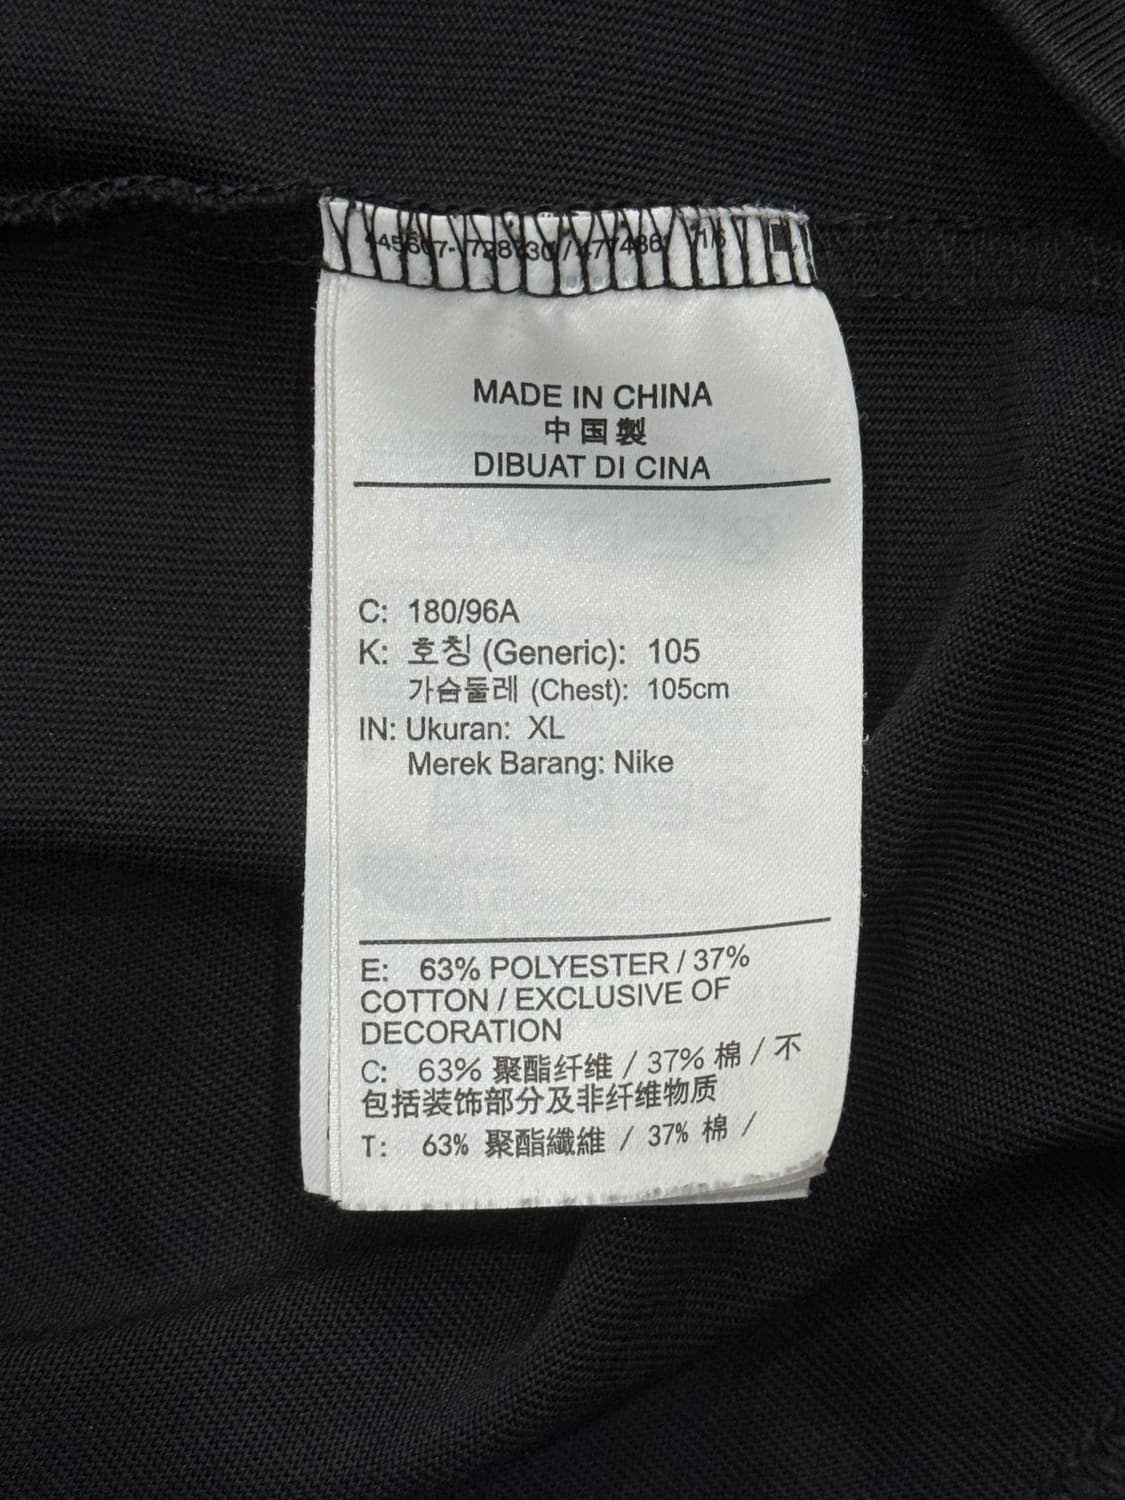 MADE IN CHINA
中国製
DIBUAT DI CINA
C: 180/96A
K: 호칭 (Generic): 105
가슴둘레 (Chest): 105cm
IN: Ukuran: XL
Merek Barang: Nike
E: 63% POLYESTER / 37%
COTTON / EXCLUSIVE OF
DECORATION
C: 63% 聚酯纤维 / 37% 棉 / 不
包括装饰部分及非纤维物质
T: 63% 聚酯纖維 / 37% 棉 /